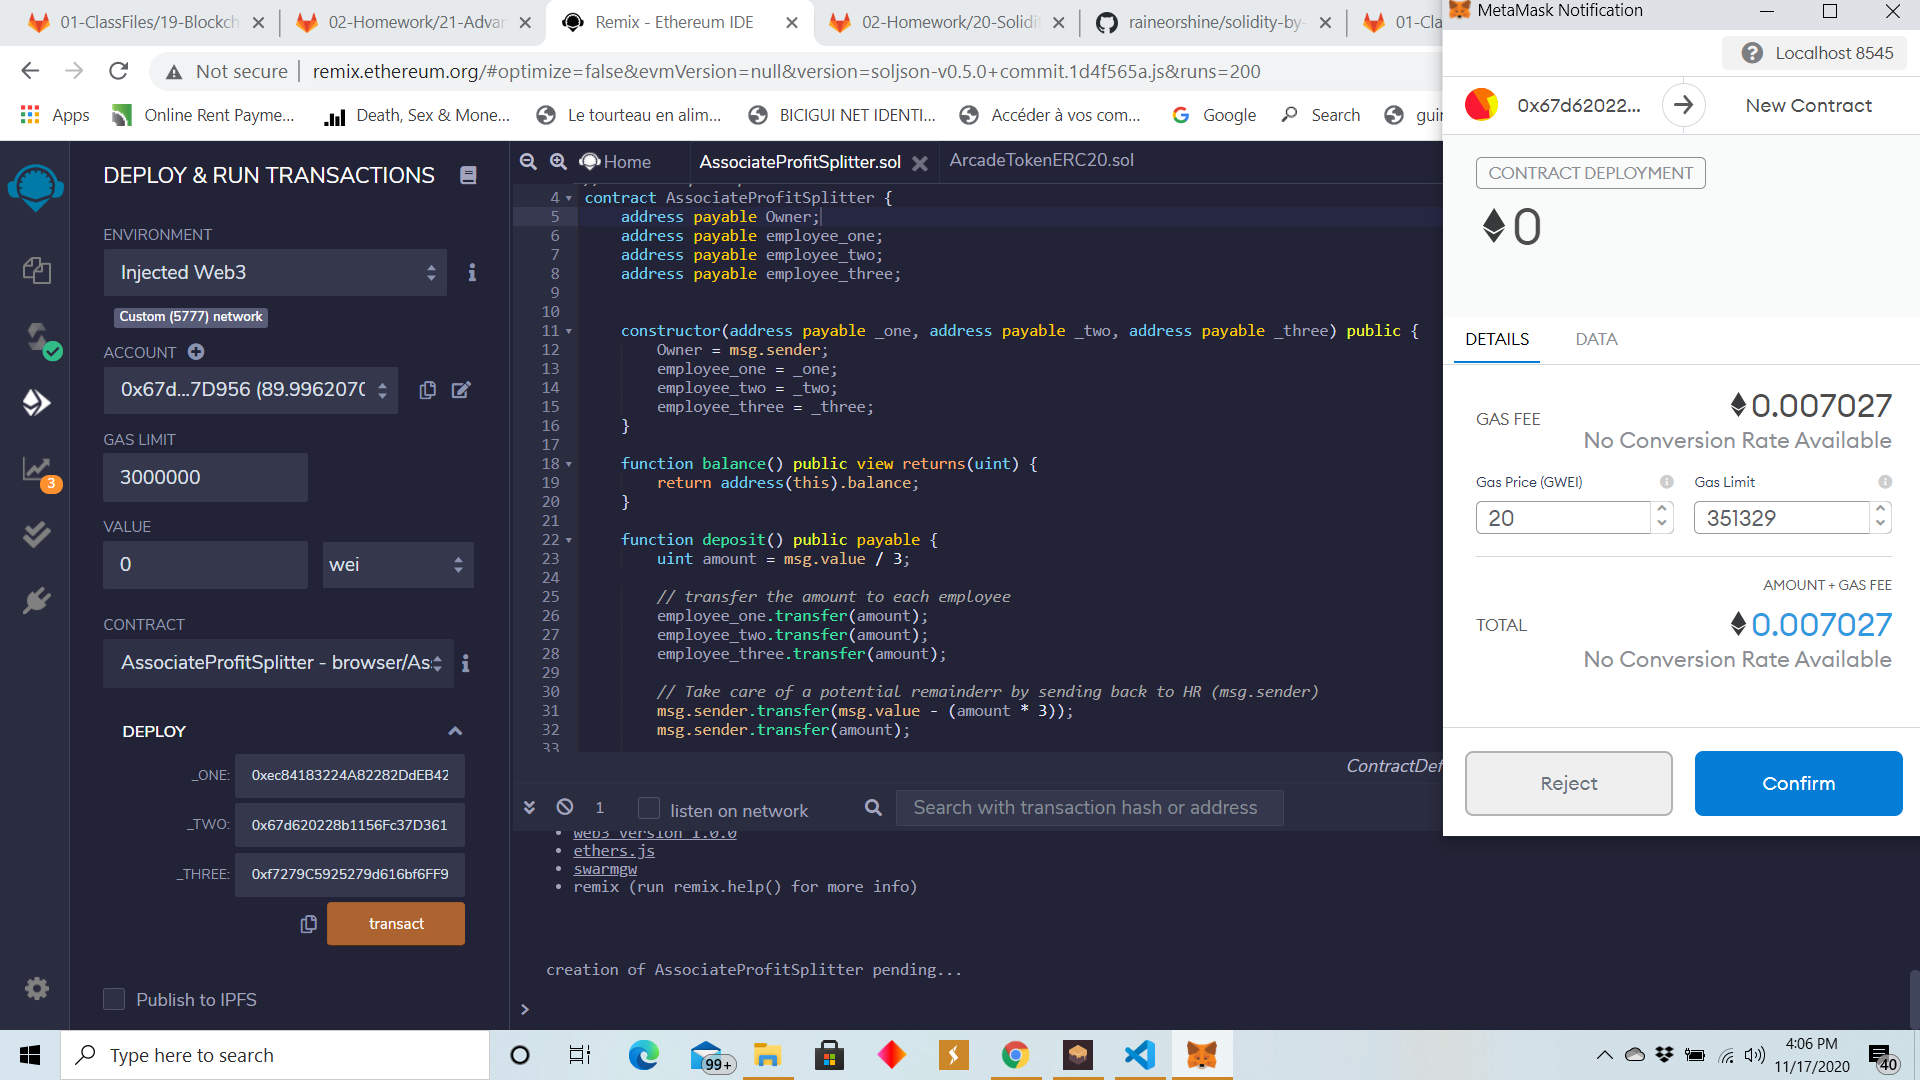 01-ClassFiles/19-Blockch
02-Homework/21-Advar
Remix - Ethereum IDE
02-Homework/20-Solidit
raineorshine/solidity-by-
01-Cla
Not secure
remix.ethereum.org/#optimize=false&evmVersion=null&version=soljson-v0.5.0+commit.1d4f565a.js&runs=200
Apps
Online Rent Payme...
Death, Sex & Mone...
Le tourteau en alim...
BICIGUI NET IDENTI...
Accéder à vos com...
Google
Search
guir
DEPLOY & RUN TRANSACTIONS
ENVIRONMENT
Injected Web3
Custom (5777) network
ACCOUNT
0x67d...7D956 (89.9962070
GAS LIMIT
3000000
VALUE
0
wei
CONTRACT
AssociateProfitSplitter - browser/As
DEPLOY
_ONE:
0xec84183224A82282DdEB42
_TWO:
0x67d620228b1156Fc37D361
_THREE:
0xf7279C5925279d616bf6FF9
transact
Publish to IPFS
3
Home
AssociateProfitSplitter.sol
ArcadeTokenERC20.sol
4 contract AssociateProfitSplitter {
5 address payable Owner;
6 address payable employee_one;
7 address payable employee_two;
8 address payable employee_three;
9
10
11 constructor(address payable _one, address payable _two, address payable _three) public {
12 Owner = msg.sender;
13 employee_one = _one;
14 employee_two = _two;
15 employee_three = _three;
16 }
17
18 function balance() public view returns(uint) {
19 return address(this).balance;
20 }
21
22 function deposit() public payable {
23 uint amount = msg.value / 3;
24
25 // transfer the amount to each employee
26 employee_one.transfer(amount);
27 employee_two.transfer(amount);
28 employee_three.transfer(amount);
29
30 // Take care of a potential remainderr by sending back to HR (msg.sender)
31 msg.sender.transfer(msg.value - (amount * 3));
32 msg.sender.transfer(amount);
33
ContractDef
1
listen on network
Search with transaction hash or address
• web3 version 1.0.0
• ethers.js
• swarmgw
• remix (run remix.help() for more info)
creation of AssociateProfitSplitter pending...
>
MetaMask Notification
Localhost 8545
0x67d62022...
New Contract
CONTRACT DEPLOYMENT
0
DETAILS
DATA
GAS FEE
0.007027
No Conversion Rate Available
Gas Price (GWEI)
Gas Limit
20
351329
AMOUNT + GAS FEE
TOTAL
0.007027
No Conversion Rate Available
Reject
Confirm
Type here to search
99+
4:06 PM
11/17/2020
40